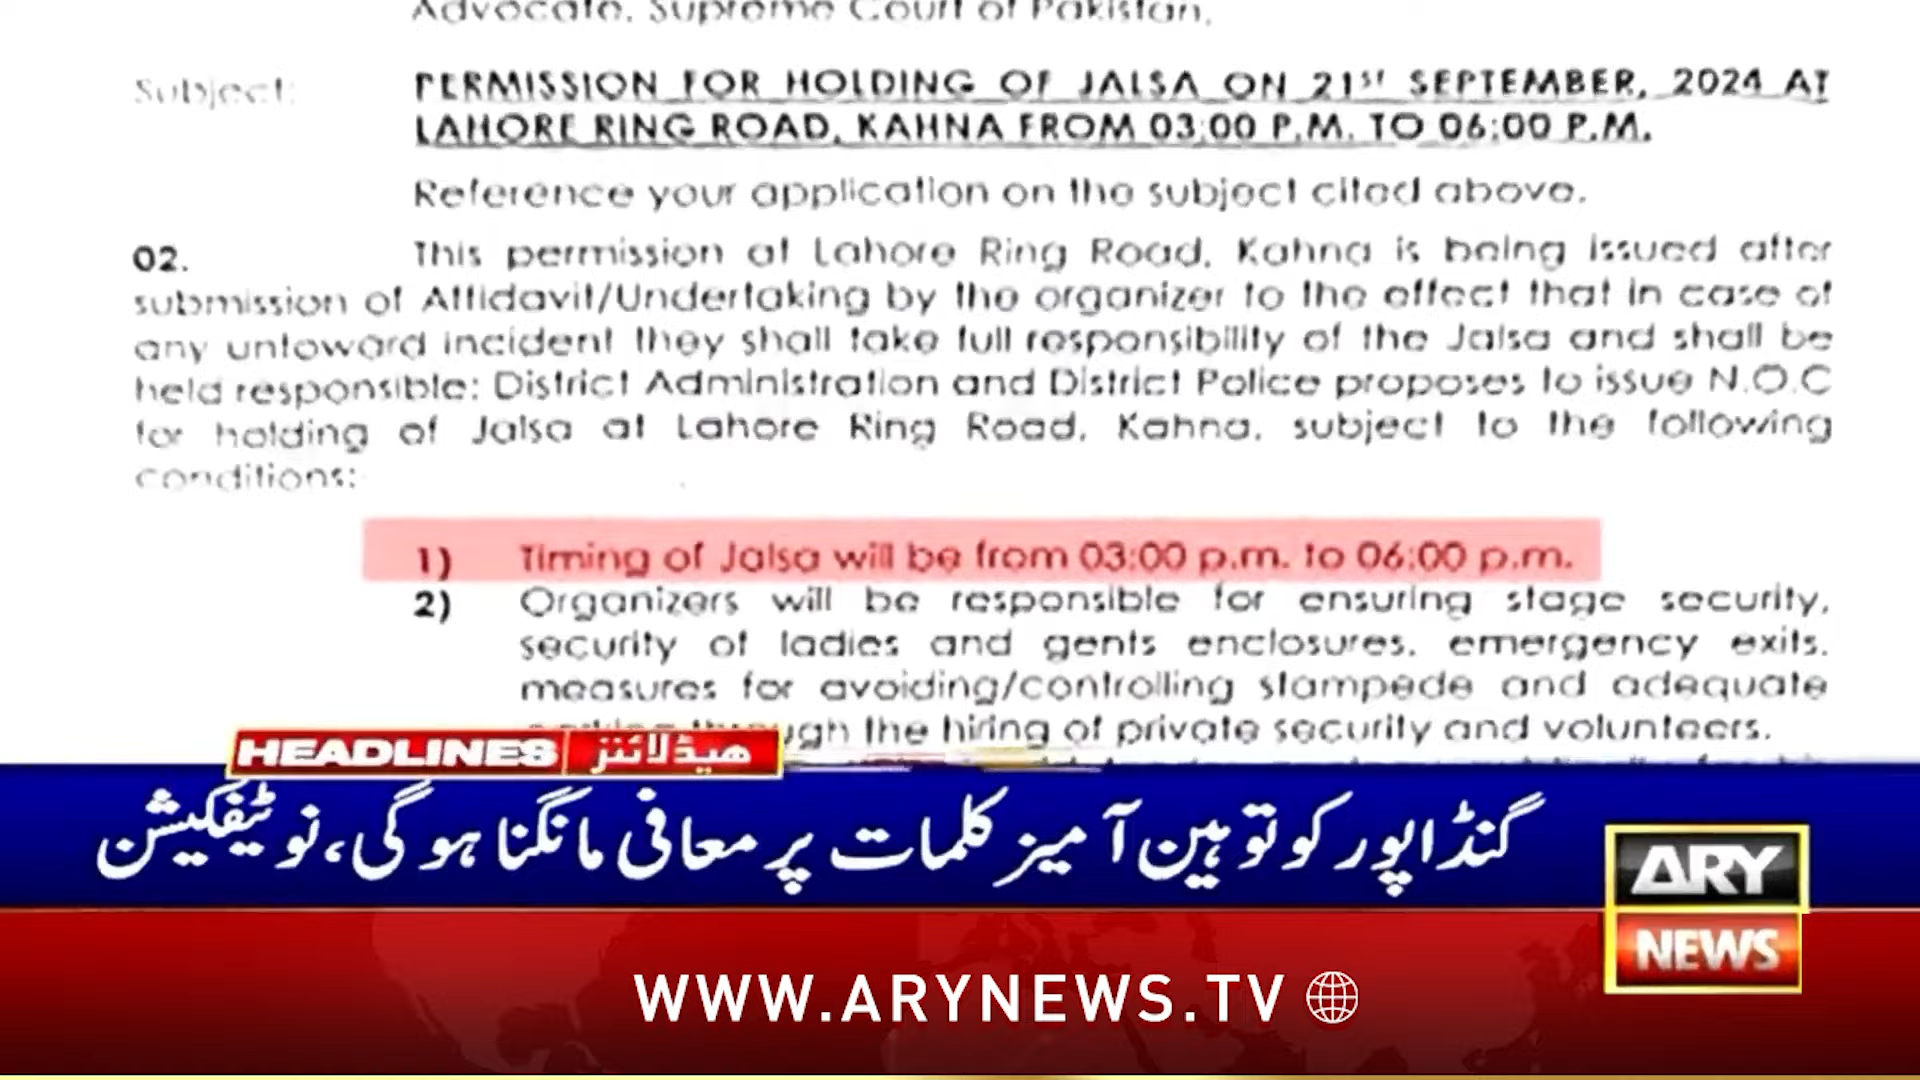 Advocate, Supreme Court of Pakistan.
Subject: PERMISSION FOR HOLDING OF JALSA ON 21ST SEPTEMBER, 2024 AT
LAHORE RING ROAD, KAHNA FROM 03:00 P.M. TO 06:00 P.M.
Reference your application on the subject cited above.
02. This permission at Lahore Ring Road, Kahna is being issued after
submission of Affidavit/Undertaking by the organizer to the effect that in case of
any untoward incident they shall take full responsibility of the Jalsa and shall be
held responsible: District Administration and District Police proposes to issue N.O.C
for holding of Jalsa at Lahore Ring Road, Kahna, subject to the following
conditions:
1) Timing of Jalsa will be from 03:00 p.m. to 06:00 p.m.
2) Organizers will be responsible for ensuring stage security,
security of ladies and gents enclosures, emergency exits,
measures for avoiding/controlling stampede and adequate
the hiring of private security and volunteers.
HEADLINES ہیڈلائنز
گنڈاپور کو توہین آمیز کلمات پر معافی مانگنا ہوگی، نوٹیفکیشن
ARY
NEWS
WWW.ARYNEWS.TV